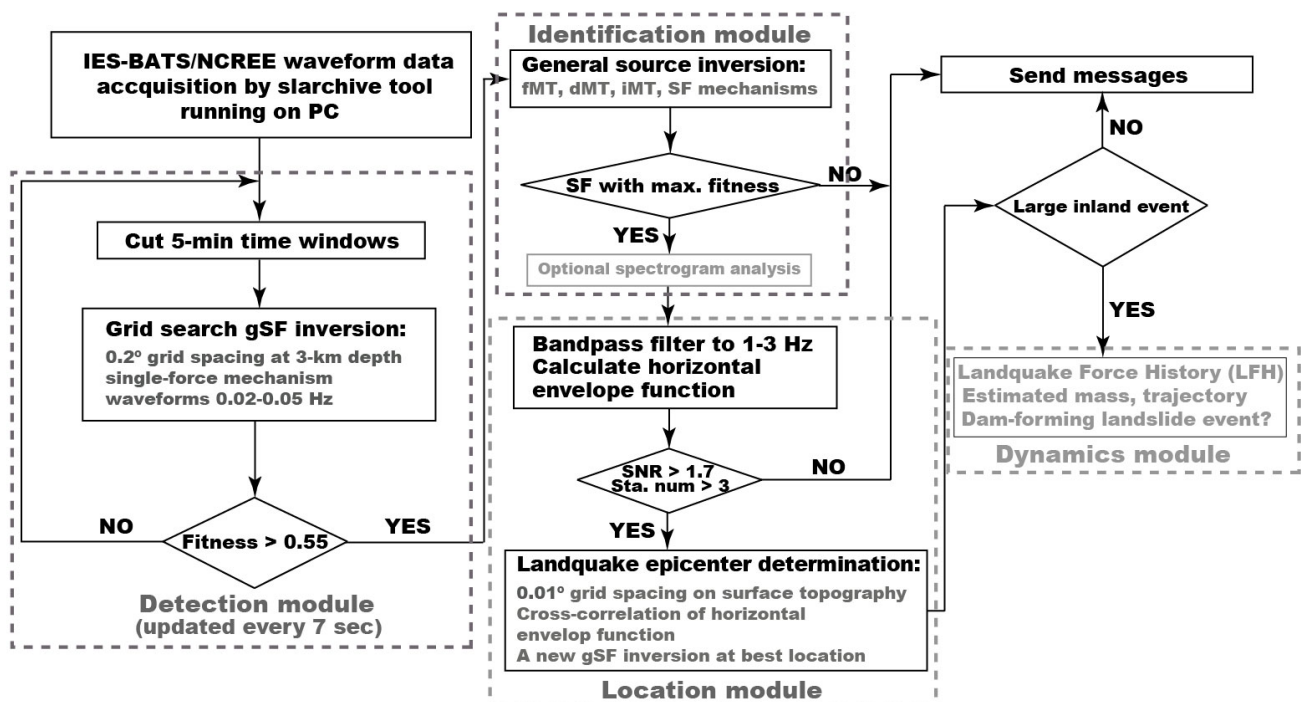 IES-BATS/NCREE waveform data
accquisition by slarchive tool
running on PC
Cut 5-min time windows
Grid search gSF inversion:
0.2º grid spacing at 3-km depth
single-force mechanism
waveforms 0.02-0.05 Hz
NO
Fitness > 0.55
YES
Detection module
(updated every 7 sec)
Identification module
General source inversion:
fMT, dMT, iMT, SF mechanisms
SF with max. fitness
NO
YES
Optional spectrogram analysis
Bandpass filter to 1-3 Hz
Calculate horizontal
envelope function
SNR > 1.7
Sta. num > 3
NO
YES
Landquake epicenter determination:
0.01º grid spacing on surface topography
Cross-correlation of horizontal
envelop function
A new gSF inversion at best location
Location module
Send messages
NO
Large inland event
YES
Landquake Force History (LFH)
Estimated mass, trajectory
Dam-forming landslide event?
Dynamics module